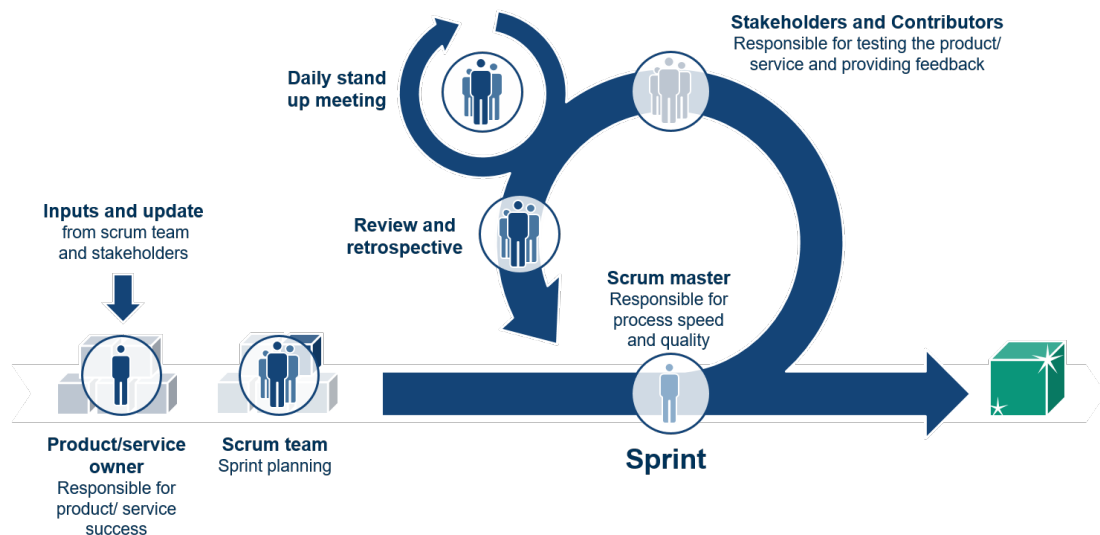 Stakeholders and Contributors
Responsible for testing the product/
service and providing feedback
Daily stand
up meeting
Inputs and update
from scrum team
and stakeholders
Review and
retrospective
Scrum master
Responsible for
process speed
and quality
Product/service
owner
Responsible for
product/ service
success
Scrum team
Sprint planning
Sprint